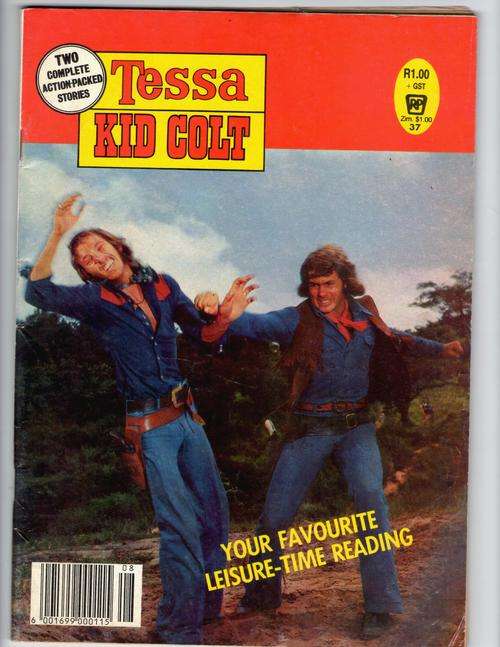 TWO
COMPLETE
ACTION-PACKED
STORIES
Tessa
KID COLT
R1.00
+ GST
RP
Zim. $1.00
37
YOUR FAVOURITE
LEISURE-TIME READING
08
6 001699 000115